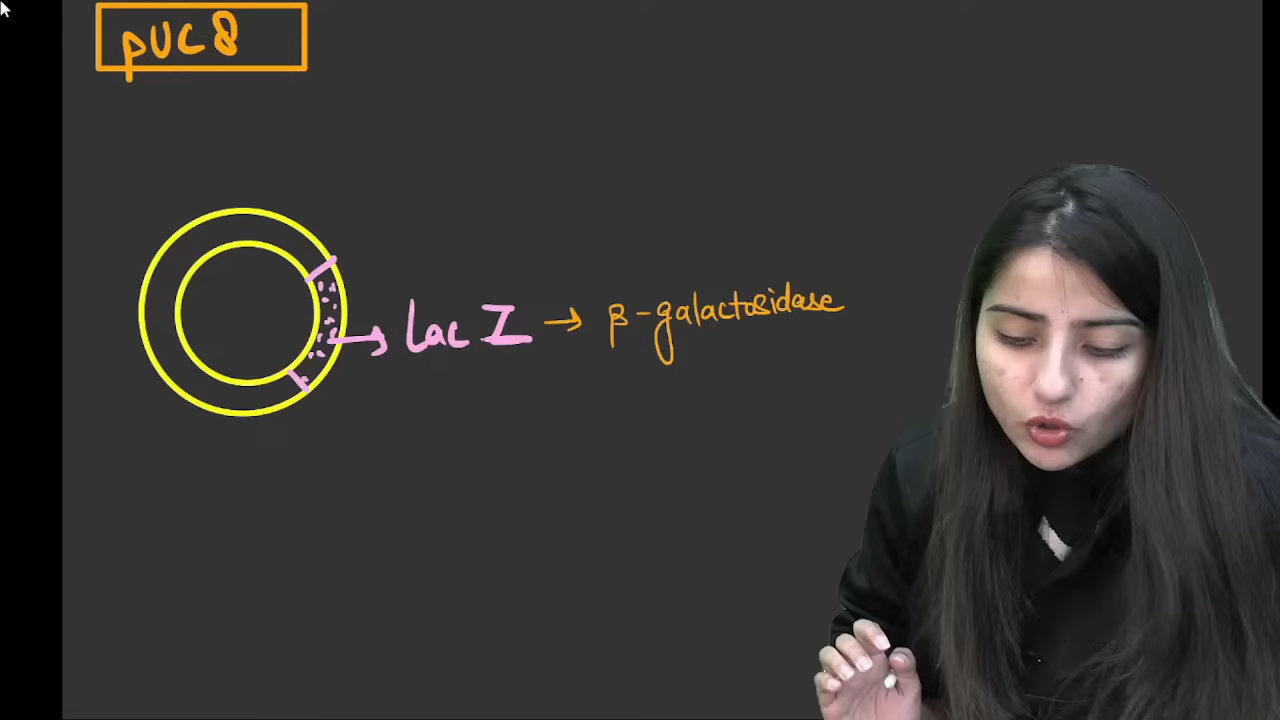 pUC8
Lac I → β-galactosidase